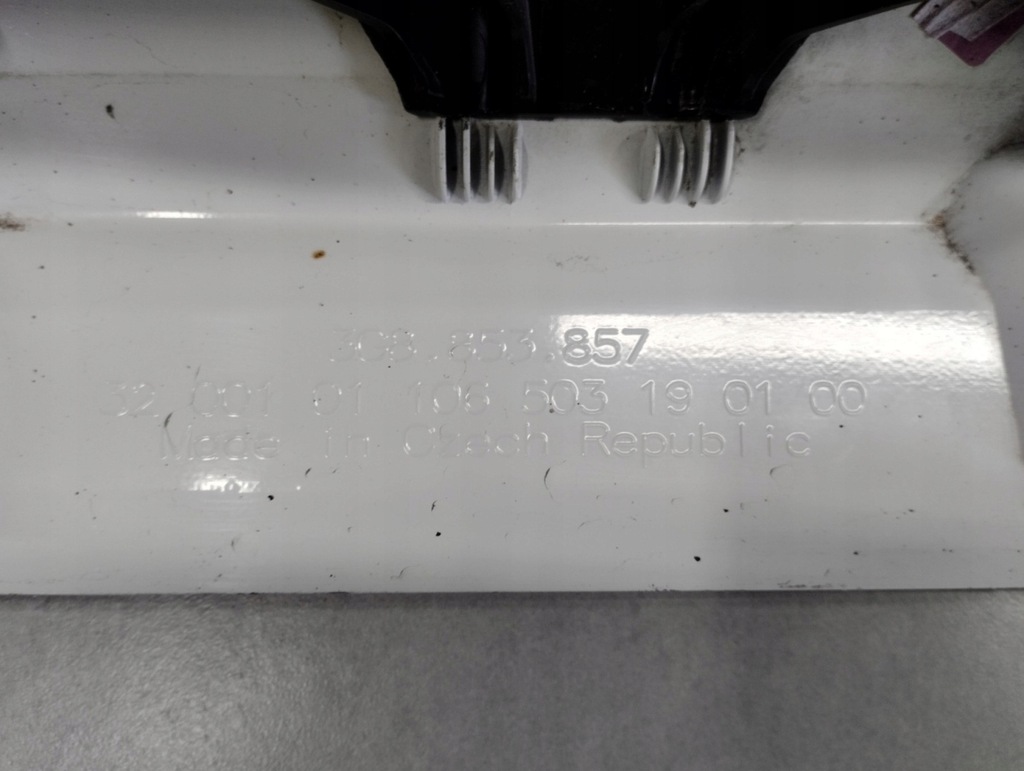 3C8.853.857
32 001 01 106 503 19 01 00
Made in Czech Republic